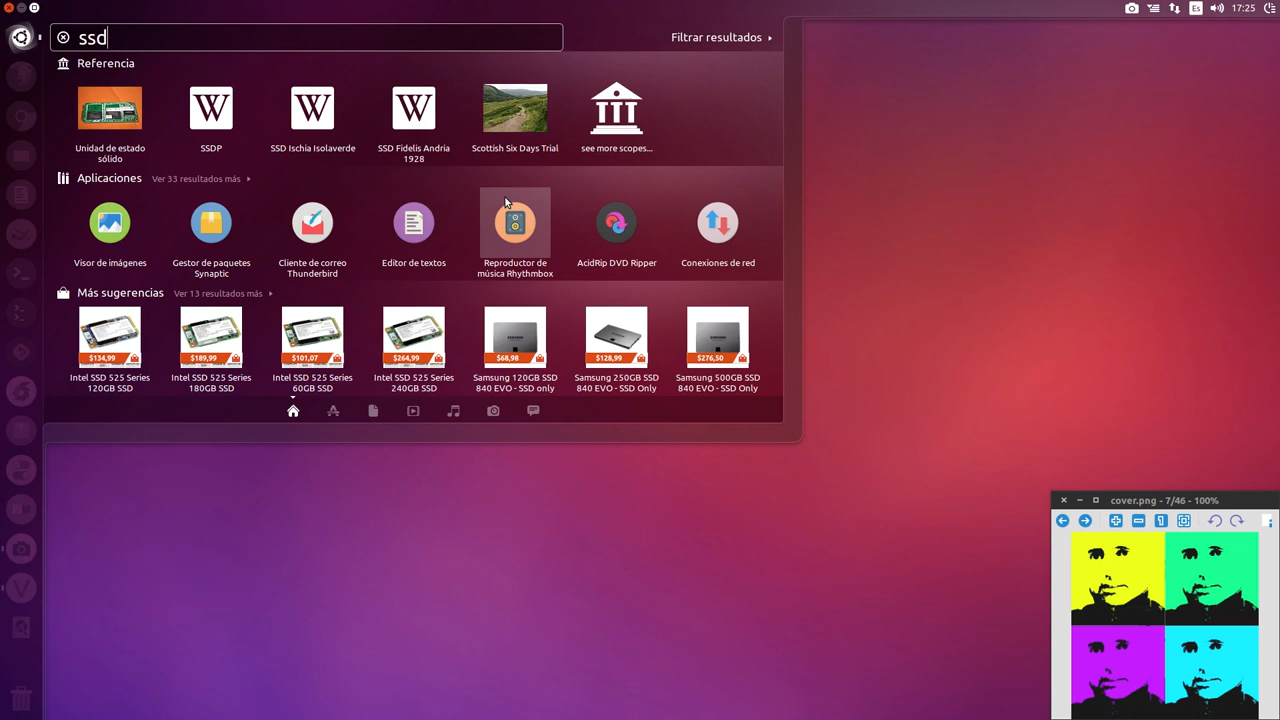 Es
17:25
ssd
Filtrar resultados
Referencia
W
W
W
Unidad de estado sólido
SSDP
SSD Ischia Isolaverde
SSD Fidelis Andria 1928
Scottish Six Days Trial
see more scopes...
Aplicaciones
Ver 33 resultados más
Visor de imágenes
Gestor de paquetes Synaptic
Cliente de correo Thunderbird
Editor de textos
Reproductor de música Rhythmbox
AcidRip DVD Ripper
Conexiones de red
Más sugerencias
Ver 13 resultados más
$134,99
$189,99
$101,07
$264,99
$68,98
$128,99
$276,50
Intel SSD 525 Series 120GB SSD
Intel SSD 525 Series 180GB SSD
Intel SSD 525 Series 60GB SSD
Intel SSD 525 Series 240GB SSD
Samsung 120GB SSD 840 EVO - SSD only
Samsung 250GB SSD 840 EVO - SSD Only
Samsung 500GB SSD 840 EVO - SSD Only
cover.png - 7/46 - 100%